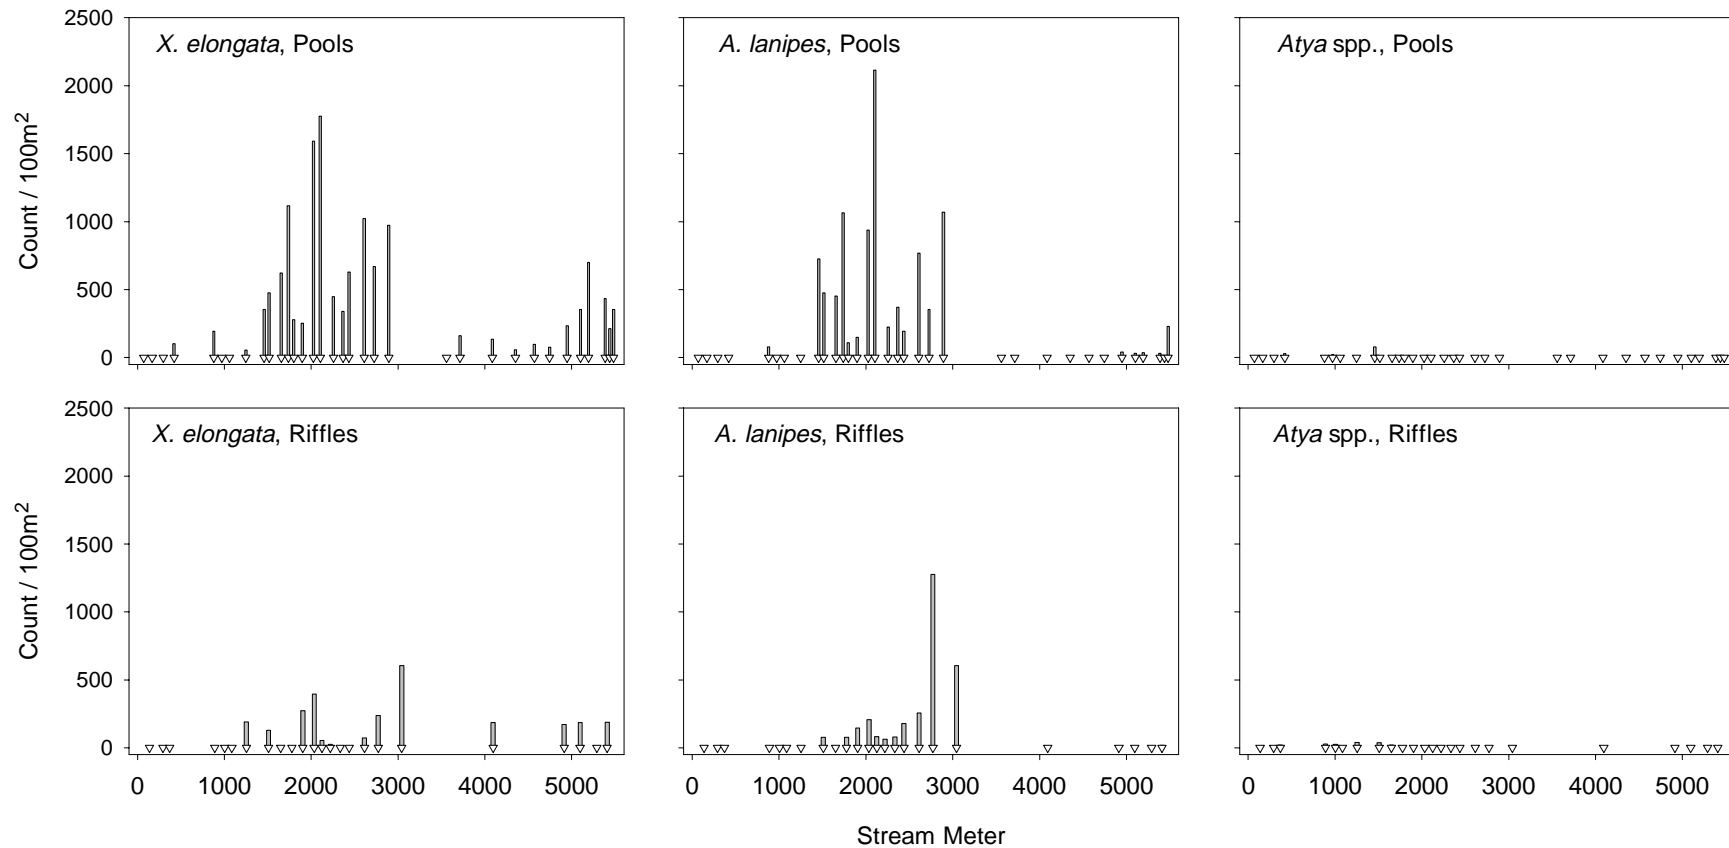 X. elongata, Pools
A. lanipes, Pools
Atya spp., Pools
Count / 100m²
2500
2000
1500
1000
500
0
X. elongata, Riffles
A. lanipes, Riffles
Atya spp., Riffles
Count / 100m²
2500
2000
1500
1000
500
0
0 1000 2000 3000 4000 5000
0 1000 2000 3000 4000 5000
0 1000 2000 3000 4000 5000
Stream Meter